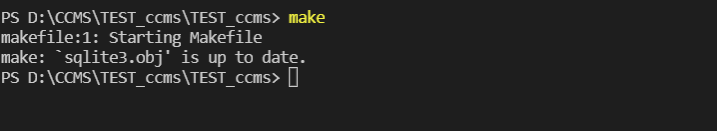 PS D:\CCMS\TEST_ccms\TEST_ccms> make
makefile:1: Starting Makefile
make: `sqlite3.obj' is up to date.
PS D:\CCMS\TEST_ccms\TEST_ccms>